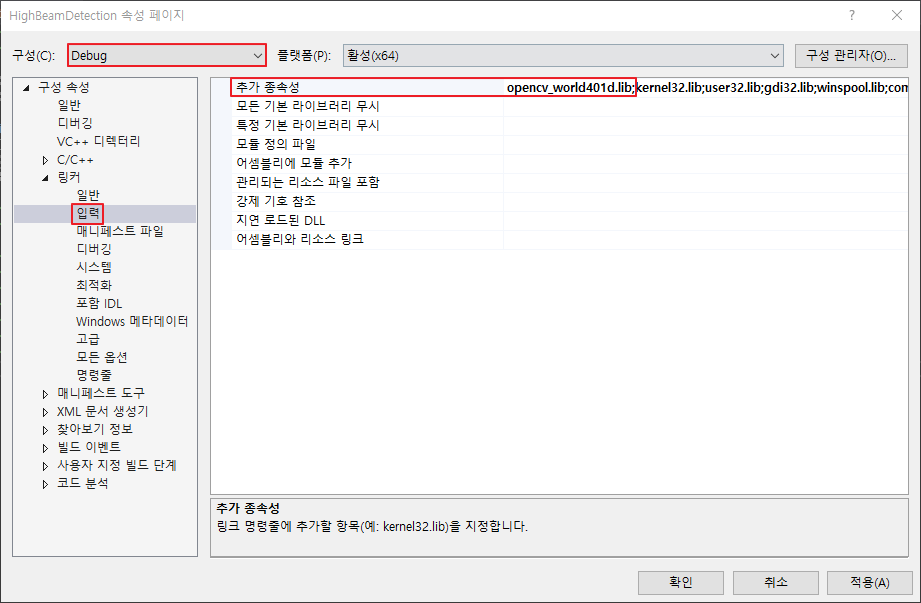 HighBeamDetection 속성 페이지
구성(C): Debug 플랫폼(P): 활성(x64) 구성 관리자(O)...
구성 속성
일반
디버깅
VC++ 디렉터리
C/C++
링커
일반
입력
매니페스트 파일
디버깅
시스템
최적화
포함 IDL
Windows 메타데이터
고급
모든 옵션
명령줄
매니페스트 도구
XML 문서 생성기
찾아보기 정보
빌드 이벤트
사용자 지정 빌드 단계
코드 분석
추가 종속성 opencv_world401d.lib;kernel32.lib;user32.lib;gdi32.lib;winspool.lib;com
모든 기본 라이브러리 무시
특정 기본 라이브러리 무시
모듈 정의 파일
어셈블리에 모듈 추가
관리되는 리소스 파일 포함
강제 기호 참조
지연 로드된 DLL
어셈블리와 리소스 링크
추가 종속성
링크 명령줄에 추가할 항목(예: kernel32.lib)을 지정합니다.
확인 취소 적용(A)